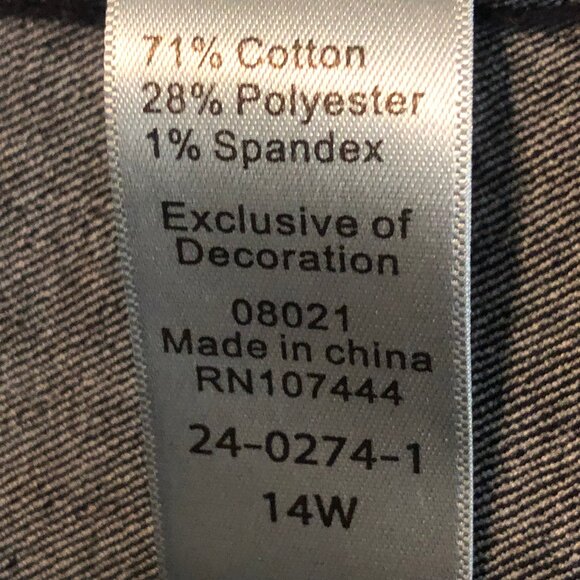 71% Cotton
28% Polyester
1% Spandex
Exclusive of
Decoration
08021
Made in china
RN107444
24-0274-1
14W